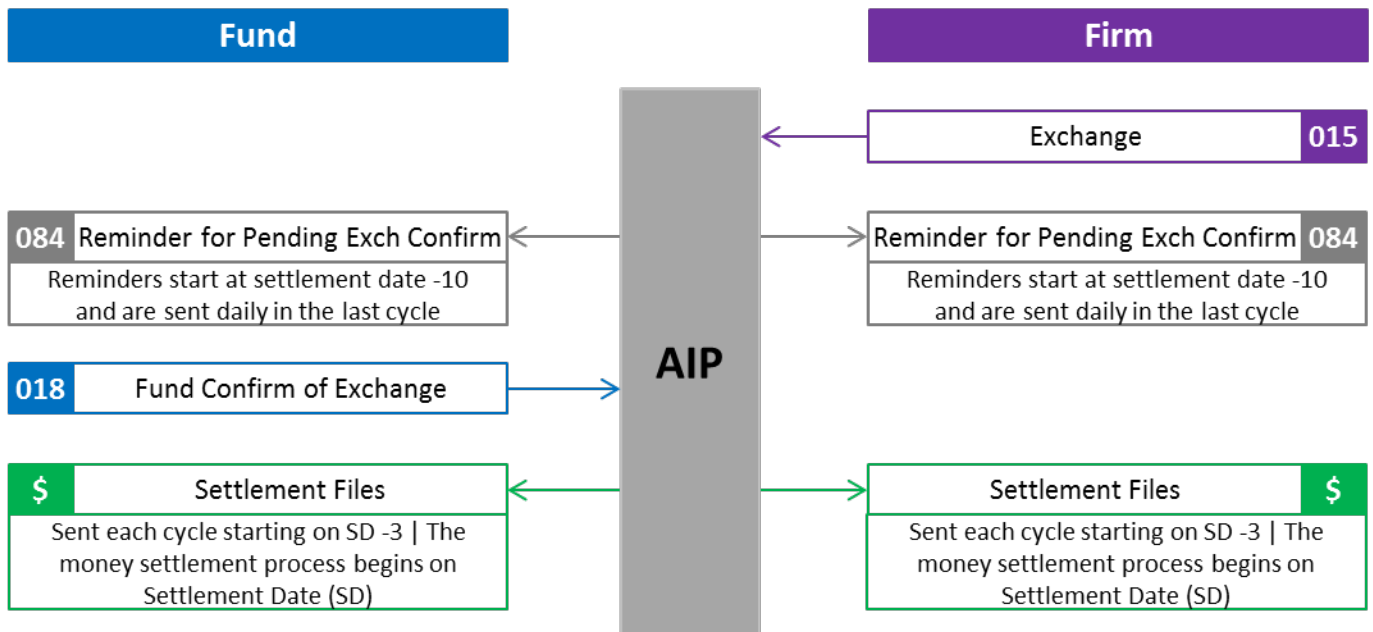 Fund
Firm
Exchange 015
084 Reminder for Pending Exch Confirm
Reminders start at settlement date -10
and are sent daily in the last cycle
Reminder for Pending Exch Confirm 084
Reminders start at settlement date -10
and are sent daily in the last cycle
AIP
018 Fund Confirm of Exchange
$ Settlement Files
Sent each cycle starting on SD -3 | The
money settlement process begins on
Settlement Date (SD)
Settlement Files $
Sent each cycle starting on SD -3 | The
money settlement process begins on
Settlement Date (SD)